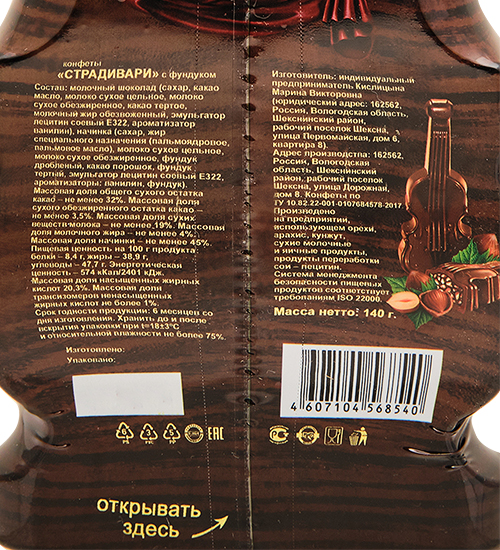 конфеты
"СТРАДИВАРИ" с фундуком
Состав: молочный шоколад (сахар, какао
масло, молоко сухое цельное, молоко
сухое обезжиренное, какао тертое,
молочный жир обезвоженный, эмульгатор
лецитин соевый Е322, ароматизатор
ванилин), начинка (сахар, жир
специального назначения (пальмоядровое,
пальмовое масло), молоко сухое цельное,
молоко сухое обезжиренное, фундук
дробленый, какао порошок, фундук
тертый, эмульгатор лецитин соевый Е322,
ароматизатор: ванилин, фундук).
Массовая доля общего сухого остатка
какао – не менее 32%. Массовая доля
сухого обезжиренного остатка какао –
не менее 3,5%. Массовая доля сухих
веществ молока – не менее 19%. Массовая
доля молочного жира – не менее 4%.
Массовая доля начинки – не менее 45%.
Пищевая ценность на 100 г продукта:
белки – 8,4 г, жиры – 38,9 г,
углеводы – 47,7 г. Энергетическая
ценность – 574 кКал/2401 кДж.
Массовая доля насыщенных жирных
кислот 20,3%. Массовая доля
трансизомеров ненасыщенных
жирных кислот не более 1%.
Срок годности продукции: 6 месяцев со
дня изготовления. Хранить до и после
вскрытия упаковки при t=18±3°С
и относительной влажности не более 75%.
Изготовлено:
Упаковано:
Изготовитель: индивидуальный
предприниматель Кислицына
Марина Викторовна
(юридический адрес: 162562,
Россия, Вологодская область,
Шекснинский район,
рабочий поселок Шексна,
улица Первомайская, дом 6,
квартира 8).
Адрес производства: 162562,
Россия, Вологодская
область, Шекснинский
район, рабочий поселок
Шексна, улица Дорожная,
дом 8. Конфеты по
ТУ 10.82.22-001-0107684578-2017
Произведено
на предприятии,
использующем орехи,
арахис, кунжут,
сухие молочные
и яичные продукты,
продукты переработки
сои – лецитин.
Система менеджмента
безопасности пищевых
продуктов соответствует
требованиям ISO 22000.
Масса нетто: 140 г.
4 607104 568540
6
PS
3
5
PP
EAC
открывать
здесь